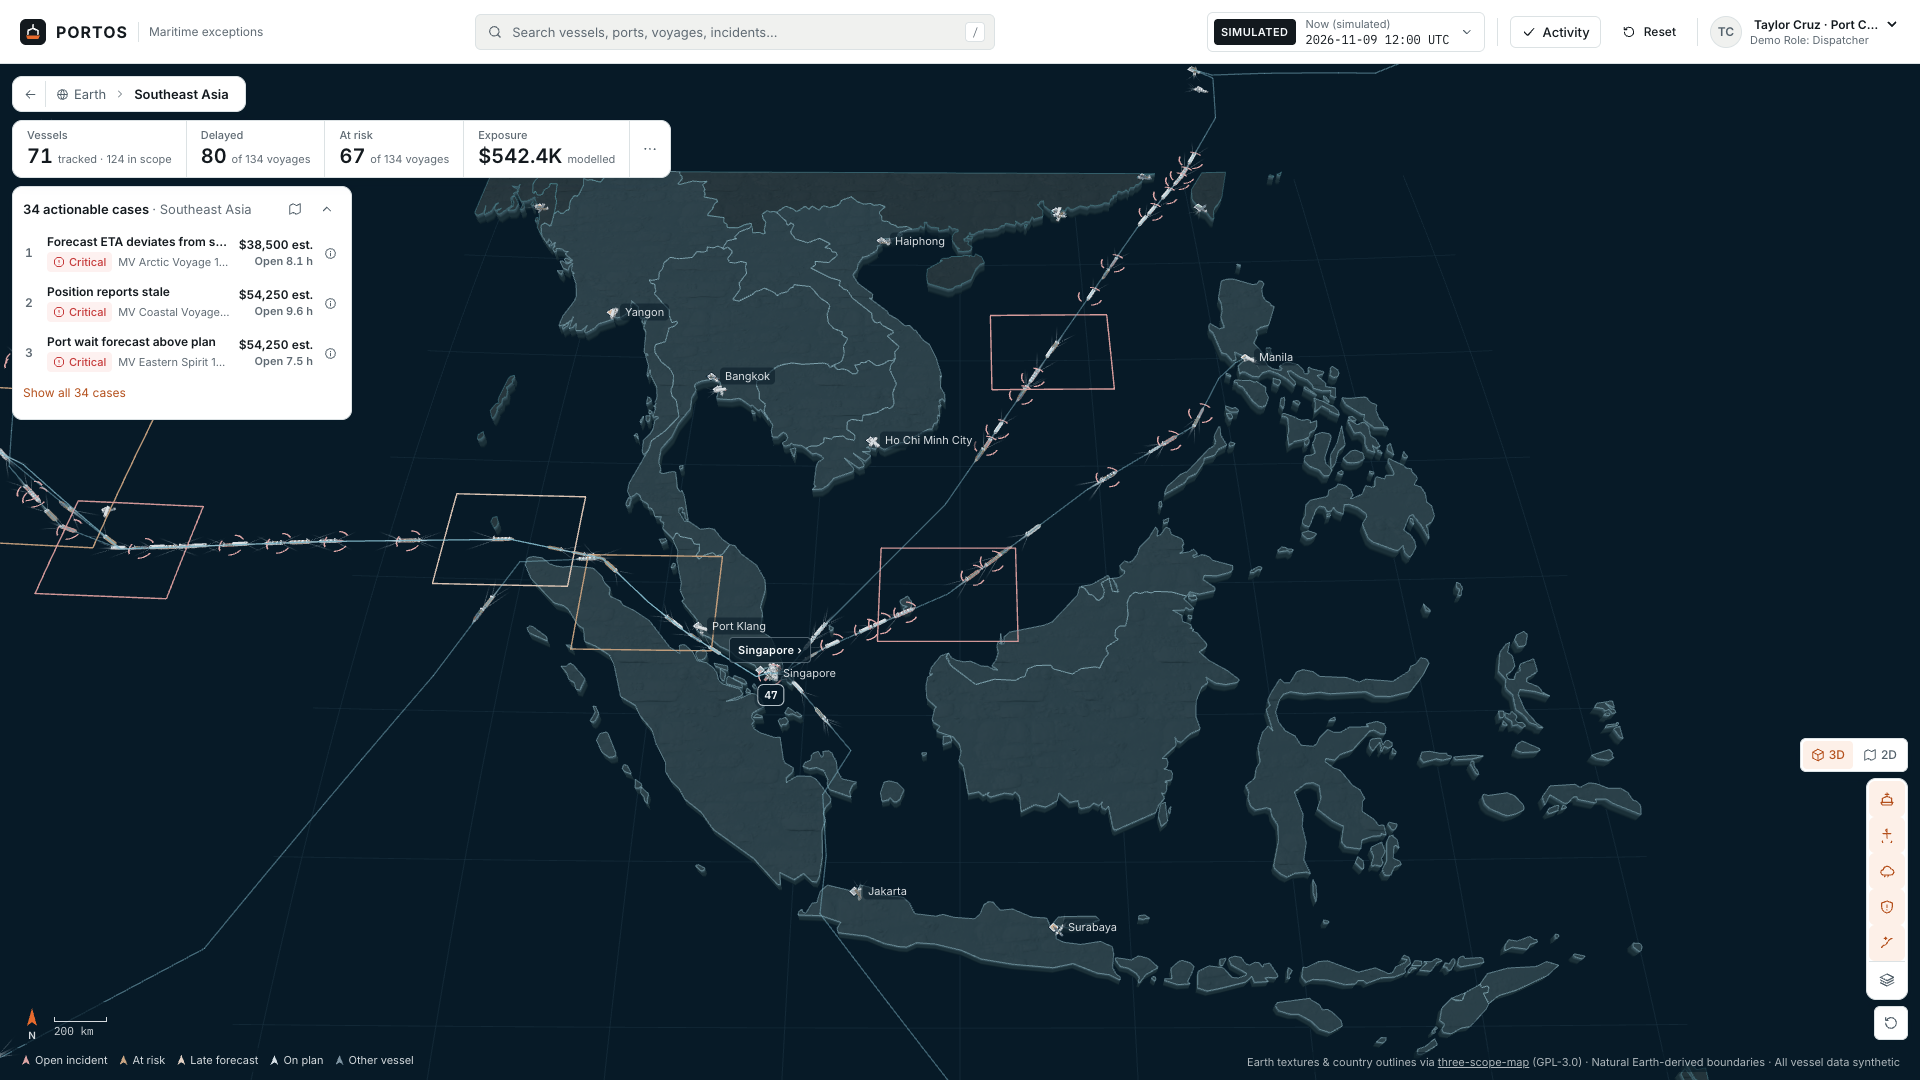 PORTOS
Maritime exceptions
Search vessels, ports, voyages, incidents...
/
SIMULATED
Now (simulated)
2026-11-09 12:00 UTC
Activity
Reset
TC
Taylor Cruz · Port C...
Demo Role: Dispatcher
Earth
Southeast Asia
Vessels
71 tracked · 124 in scope
Delayed
80 of 134 voyages
At risk
67 of 134 voyages
Exposure
$542.4K modelled
...
34 actionable cases · Southeast Asia
1
Forecast ETA deviates from s...
$38,500 est.
Critical
MV Arctic Voyage 1...
Open 8.1 h
2
Position reports stale
$54,250 est.
Critical
MV Coastal Voyage...
Open 9.6 h
3
Port wait forecast above plan
$54,250 est.
Critical
MV Eastern Spirit 1...
Open 7.5 h
Show all 34 cases
Haiphong
Yangon
Manila
Bangkok
Ho Chi Minh City
Port Klang
Singapore ›
Singapore
47
Jakarta
Surabaya
3D
2D
N
200 km
Open incident
At risk
Late forecast
On plan
Other vessel
Earth textures & country outlines via three-scope-map (GPL-3.0) · Natural Earth-derived boundaries · All vessel data synthetic